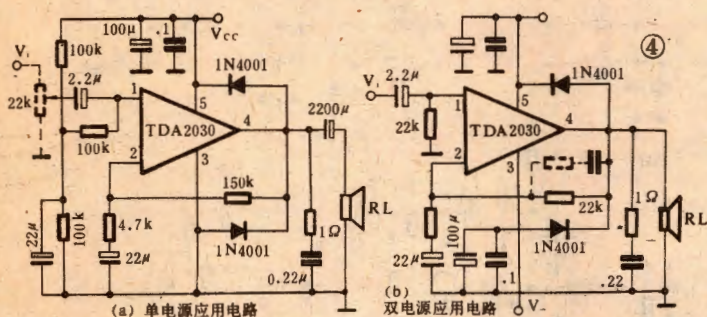 100μ
.1
Vcc
100k
V
22k
2.2μ
1
1N4001
5
TDA2030
4
2200μ
100k
2
3
150k
22μ
100k
4.7k
22μ
1N4001
1Ω
0.22μ
RL
(a) 单电源应用电路
④
V
2.2μ
1
5
1N4001
22k
TDA2030
4
2
3
22k
22μ
100μ
.1
1N4001
1Ω
.22
RL
V-
(b)
双电源应用电路